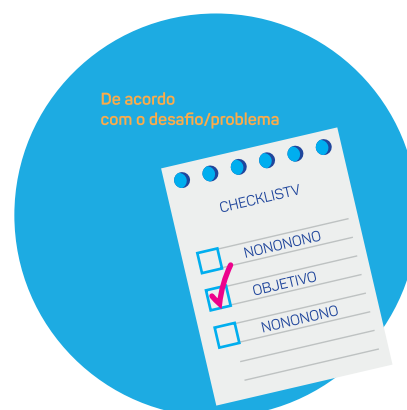 De acordo
com o desafio/problema
CHECKLISTV
NONONONO
OBJETIVO
NONONONO